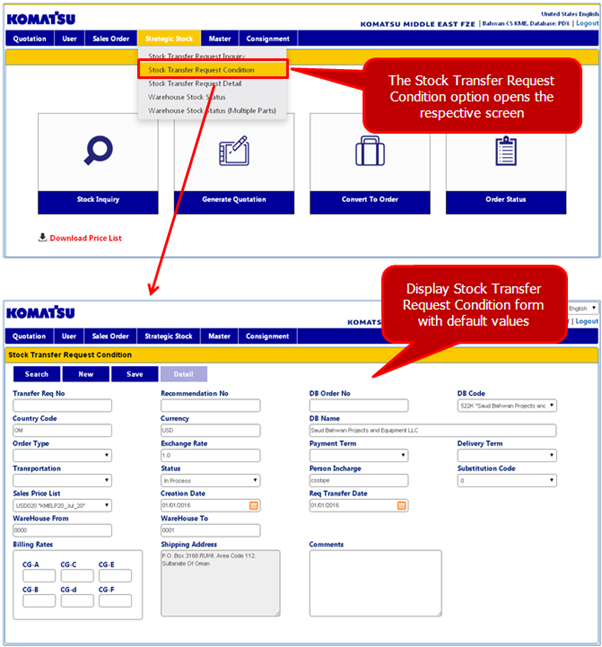 KOMATSU
United States English
KOMATSU MIDDLE EAST FZE | Bahwan CS KME, Database: PDX | Logout
Quotation User Sales Order Strategic Stock Master Consignment
Stock Transfer Request Inquiry
Stock Transfer Request Condition
Stock Transfer Request Detail
Warehouse Stock Status
Warehouse Stock Status (Multiple Parts)
The Stock Transfer Request
Condition option opens the
respective screen
Stock Inquiry Generate Quotation Convert To Order Order Status
Download Price List
Display Stock Transfer
Request Condition form
with default values
KOMATSU
English
KOMATS | Logout
Quotation User Sales Order Strategic Stock Master Consignment
Stock Transfer Request Condition
Search New Save Detail
Transfer Req No Recommendation No DB Order No DB Code
522K "Saud Bahwan Projects anc
Country Code Currency DB Name
OM USD Saud Bahwan Projects and Equipment LLC
Order Type Exchange Rate Payment Term Delivery Term
1.0
Transportation Status Person Incharge Substitution Code
In Process cssbpe 0
Sales Price List Creation Date Req Transfer Date
USD020 "KMELP20_Jul_20" 01/01/2016 01/01/2016
WareHouse From WareHouse To
0000 0001
Billing Rates Shipping Address Comments
P.O. Box 3168 RUWI, Area Code 112.
Sultanate Of Oman
CG-A CG-C CG-E
CG-B CG-d CG-F